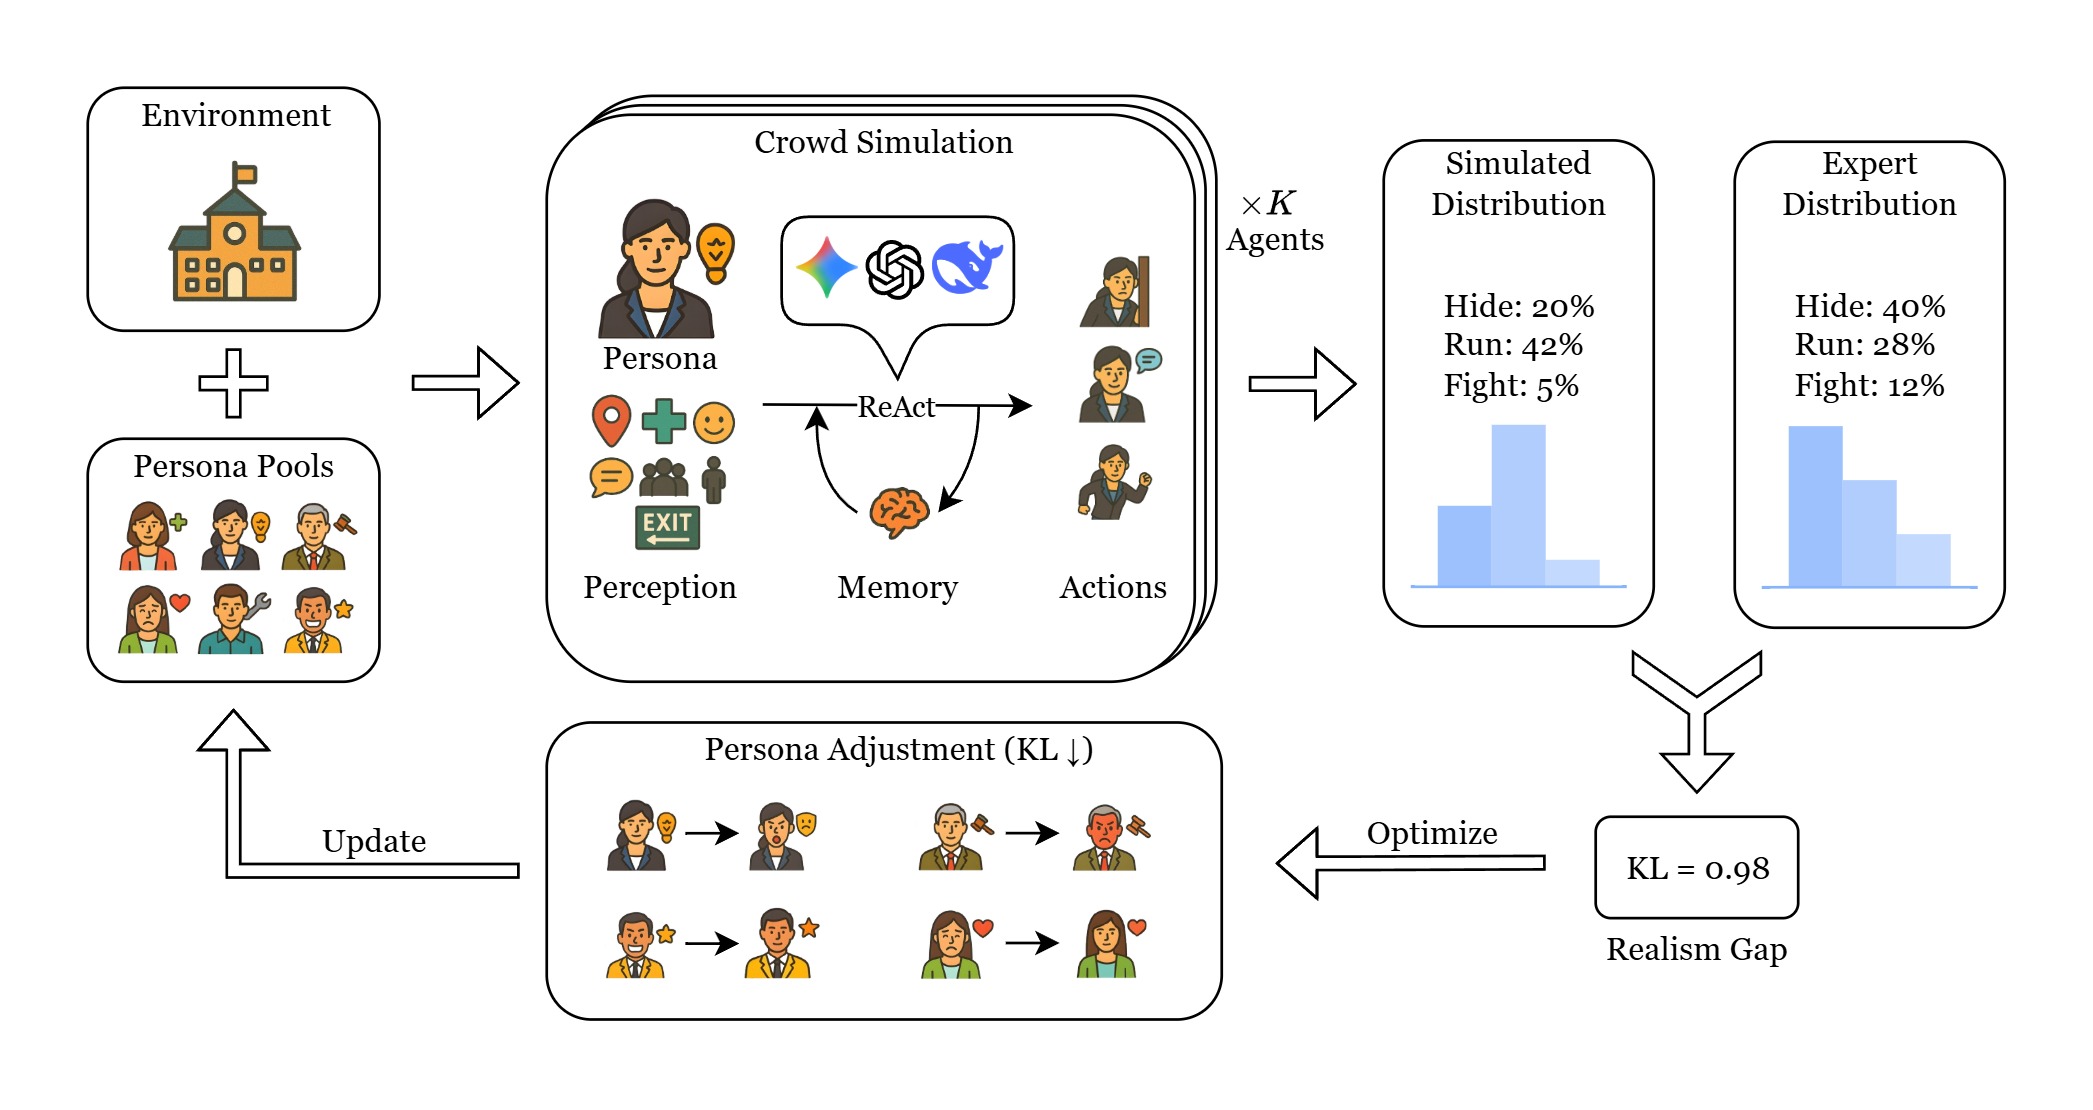 Environment
Persona Pools
Crowd Simulation
Persona
ReAct
EXIT
Perception
Memory
Actions
×K
Agents
Simulated
Distribution
Hide: 20%
Run: 42%
Fight: 5%
Expert
Distribution
Hide: 40%
Run: 28%
Fight: 12%
KL = 0.98
Realism Gap
Optimize
Persona Adjustment (KL ↓)
Update